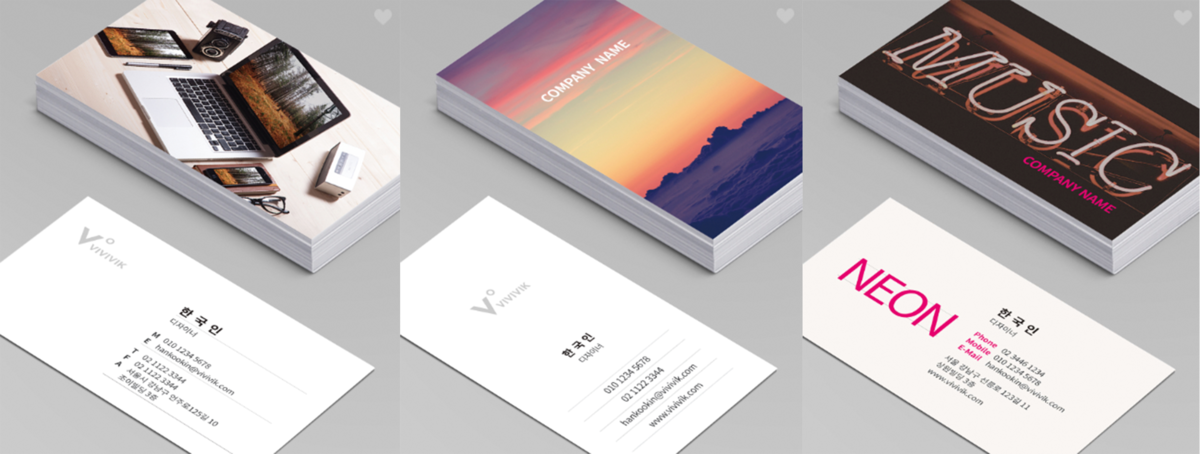 VIVIVIK
한국인
디자이너
M 010 1234 5678
E hankookin@vivivik.com
T 02 1122 3344
F 02 1122 3344
A 서울시 강남구 언주로125길 10
조이빌딩 3층
COMPANY NAME
VIVIVIK
한국인
디자이너
010 1234 5678
02 1122 3344
hankookin@vivivik.com
www.vivivik.com
MUSIC
COMPANY NAME
NEON
한국인
디자이너
Phone 02 3446 1234
Mobile 010 1234 5678
E-Mail hankookin@vivivik.com
서울 강남구 선릉로 123길 11
삼원빌딩 3층
www.vivivik.com